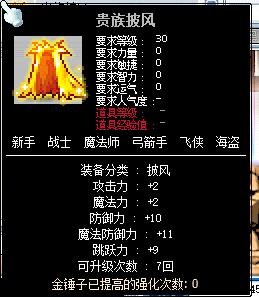 贵族披风
要求等级： 30
要求力量： 0
要求敏捷： 0
要求智力： 0
要求运气： 0
要求人气度： -
道具等级： -
道具经验值： -
新手 战士 魔法师 弓箭手 飞侠 海盗
装备分类： 披风
攻击力： +2
魔法力： +2
防御力： +10
魔法防御力： +11
跳跃力： +9
可升级次数： 7回
金锤子已提高的强化次数: 0